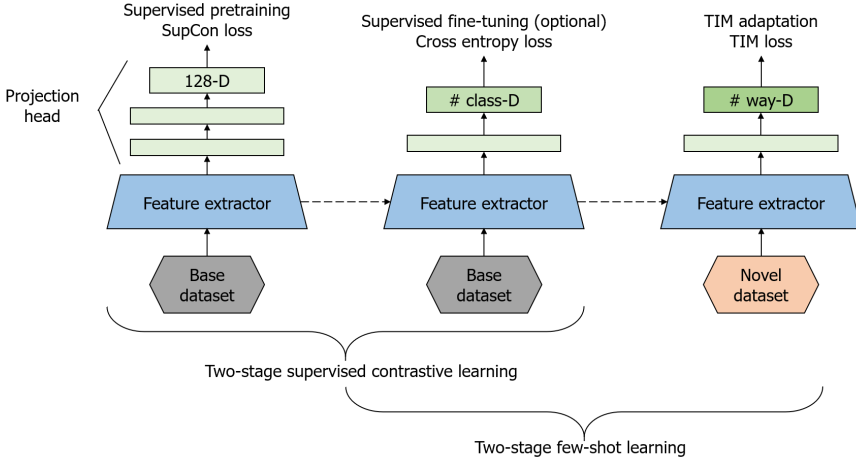 Supervised pretraining
SupCon loss
Supervised fine-tuning (optional)
Cross entropy loss
TIM adaptation
TIM loss
Projection
head
128-D
# class-D
# way-D
Feature extractor
Feature extractor
Feature extractor
Base
dataset
Base
dataset
Novel
dataset
Two-stage supervised contrastive learning
Two-stage few-shot learning